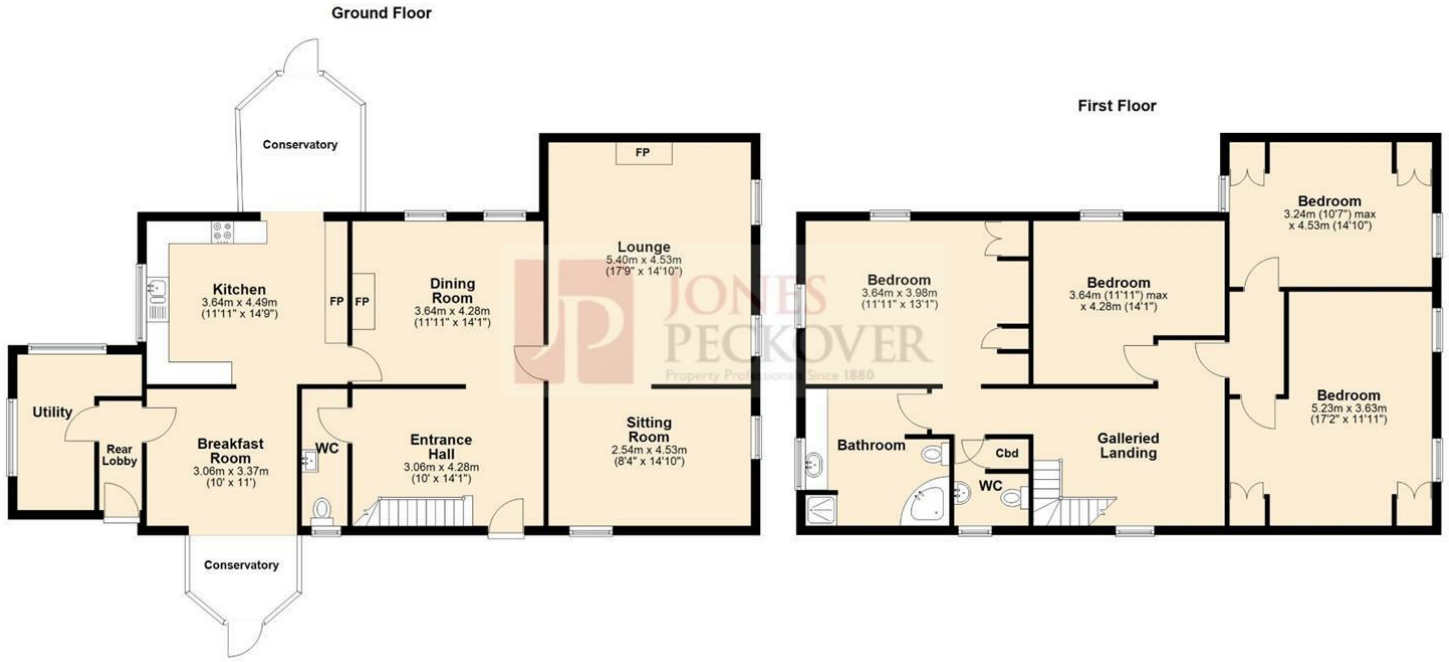 Ground Floor
Conservatory
FP
Lounge
5.40m x 4.53m
(17'9" x 14'10")
Kitchen
3.64m x 4.49m
(11'11" x 14'9")
FP
FP
Dining
Room
3.64m x 4.28m
(11'11" x 14'1")
Utility
Rear
Lobby
Breakfast
Room
3.06m x 3.37m
(10' x 11')
WC
Entrance
Hall
3.06m x 4.28m
(10' x 14'1")
Sitting
Room
2.54m x 4.53m
(8'4" x 14'10")
Conservatory
JONES
PECKOVER
Property Professionals Since 1880
First Floor
Bedroom
3.24m (10'7") max
x 4.53m (14'10")
Bedroom
3.64m x 3.98m
(11'11" x 13'1")
Bedroom
3.64m (11'11") max
x 4.28m (14'1")
Bedroom
5.23m x 3.63m
(17'2" x 11'11")
Bathroom
Cbd
WC
Galleried
Landing